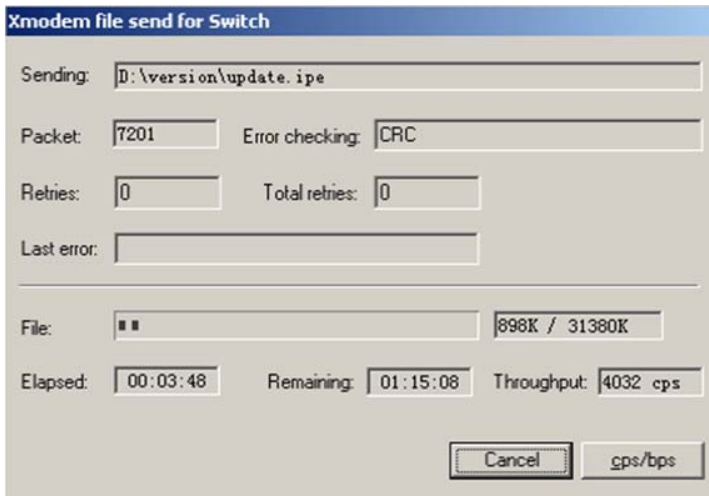 Xmodem file send for Switch
Sending: D:\version\update.ipe
Packet: 7201 Error checking: CRC
Retries: 0 Total retries: 0
Last error:
File: 898K / 31380K
Elapsed: 00:03:48 Remaining: 01:15:08 Throughput: 4032 cps
Cancel cps/bps